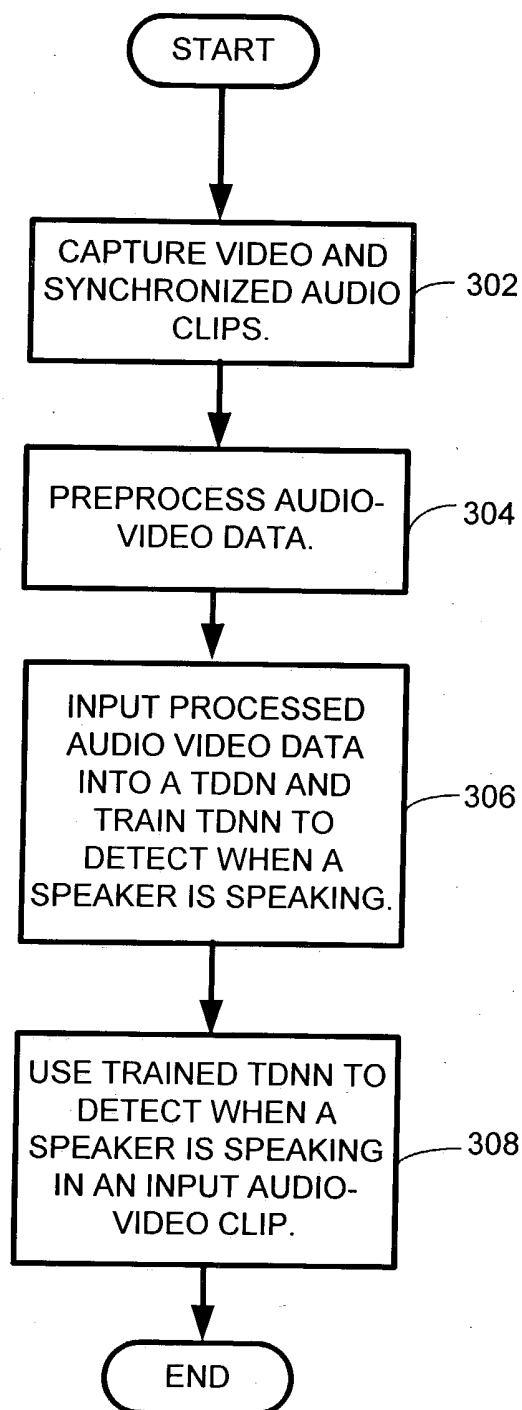 START
CAPTURE VIDEO AND
SYNCHRONIZED AUDIO
CLIPS.
302
PREPROCESS AUDIO-
VIDEO DATA.
304
INPUT PROCESSED
AUDIO VIDEO DATA
INTO A TDDN AND
TRAIN TDNN TO
DETECT WHEN A
SPEAKER IS SPEAKING.
306
USE TRAINED TDNN TO
DETECT WHEN A
SPEAKER IS SPEAKING
IN AN INPUT AUDIO-
VIDEO CLIP.
308
END